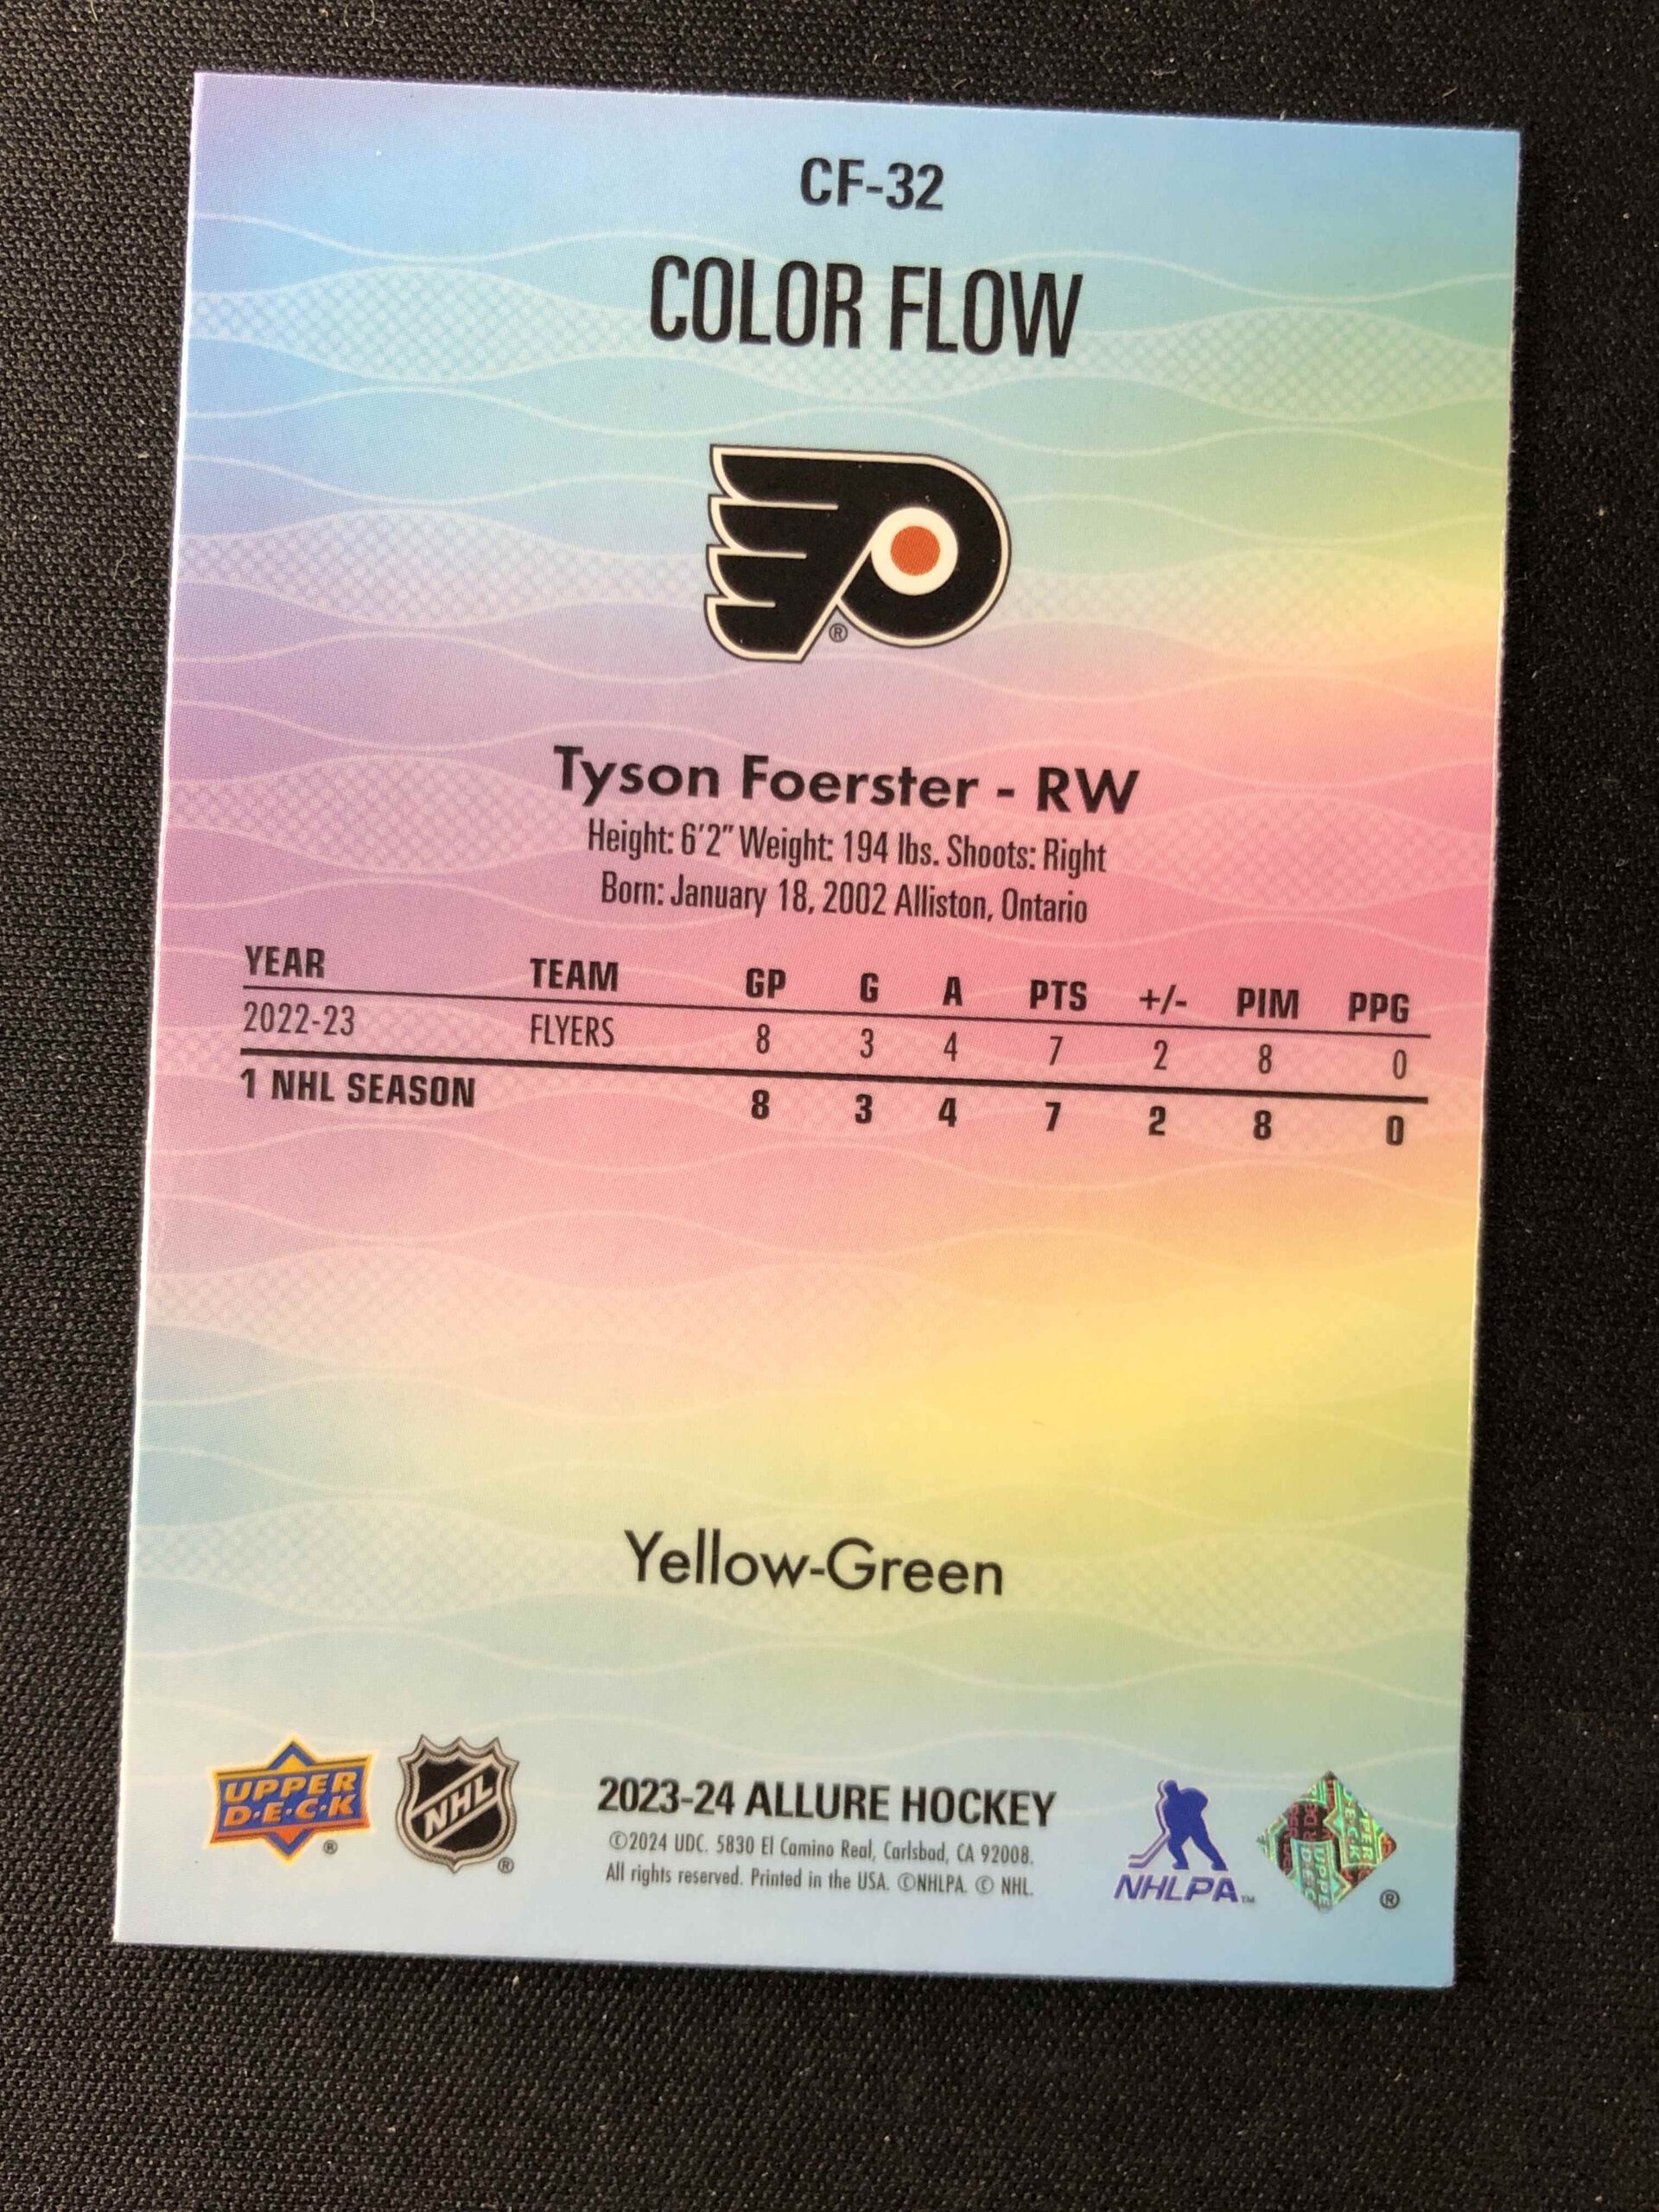 CF-32
COLOR FLOW
®
Tyson Foerster - RW
Height: 6'2" Weight: 194 lbs. Shoots: Right
Born: January 18, 2002 Alliston, Ontario
YEAR TEAM GP G A PTS +/- PIM PPG
2022-23 FLYERS 8 3 4 7 2 8 0
1 NHL SEASON 8 3 4 7 2 8 0
Yellow-Green
UPPER
D·E·C·K
®
NHL
®
2023-24 ALLURE HOCKEY
©2024 UDC. 5830 El Camino Real, Carlsbad, CA 92008.
All rights reserved. Printed in the USA. ©NHLPA. © NHL.
NHLPA™
®